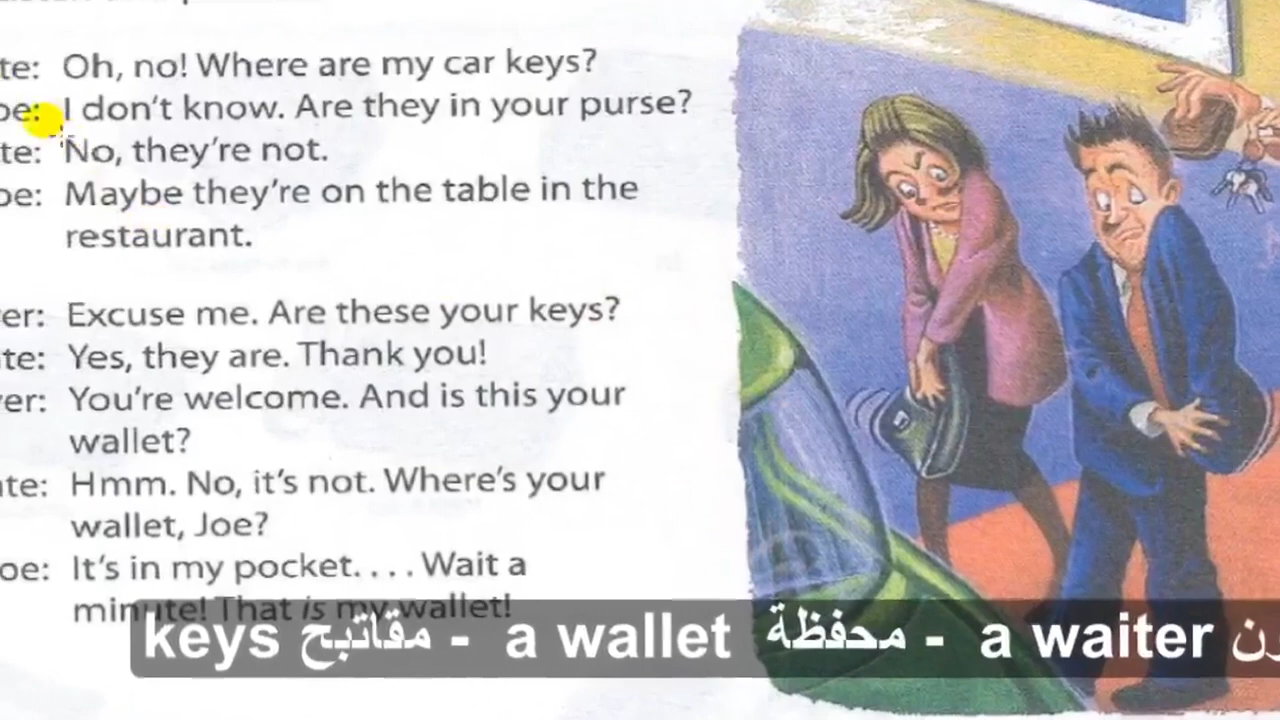 te: Oh, no! Where are my car keys?
oe: I don't know. Are they in your purse?
te: No, they're not.
oe: Maybe they're on the table in the
restaurant.
er: Excuse me. Are these your keys?
te: Yes, they are. Thank you!
er: You're welcome. And is this your
wallet?
te: Hmm. No, it's not. Where's your
wallet, Joe?
oe: It's in my pocket. . . . Wait a
minute! That is my wallet!
keys مفاتيح - a wallet محفظة - a waiter